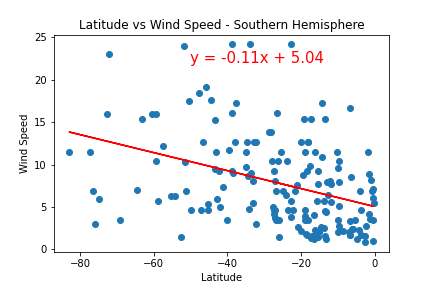 Latitude vs Wind Speed - Southern Hemisphere
25
y = -0.11x + 5.04
20
15
Wind Speed
10
5
0
−80 −60 −40 −20 0
Latitude